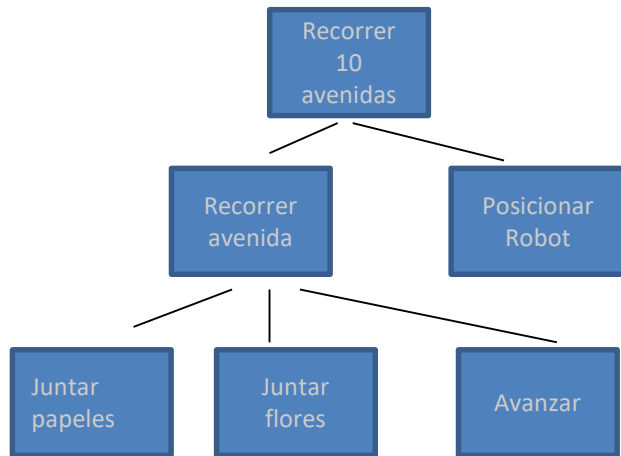 Recorrer
10
avenidas
Recorrer
avenida
Posicionar
Robot
Juntar
papeles
Juntar
flores
Avanzar